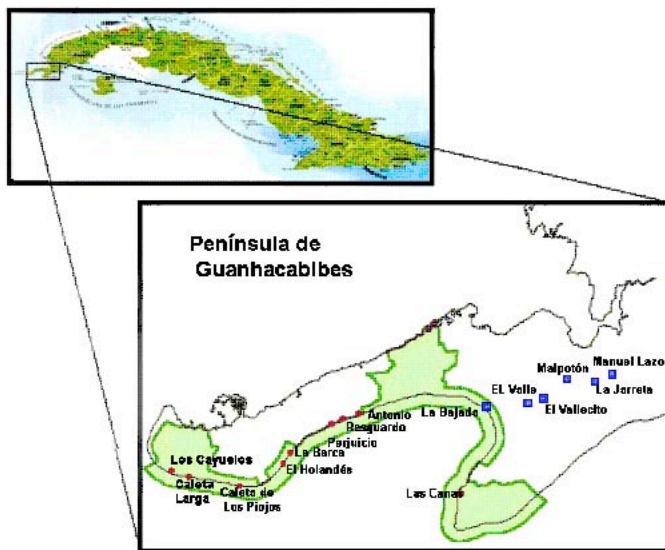 Península de
Guanhacabibes
Manuel Lazo
Malpotón
La Jarreta
EL Valle
El Vallecito
La Bajada
Antonio
Resguardo
Perjuicio
La Barca
El Holandés
Los Cayuelos
Caleta
Larga
Caleta de
Los Piojos
Las Canas